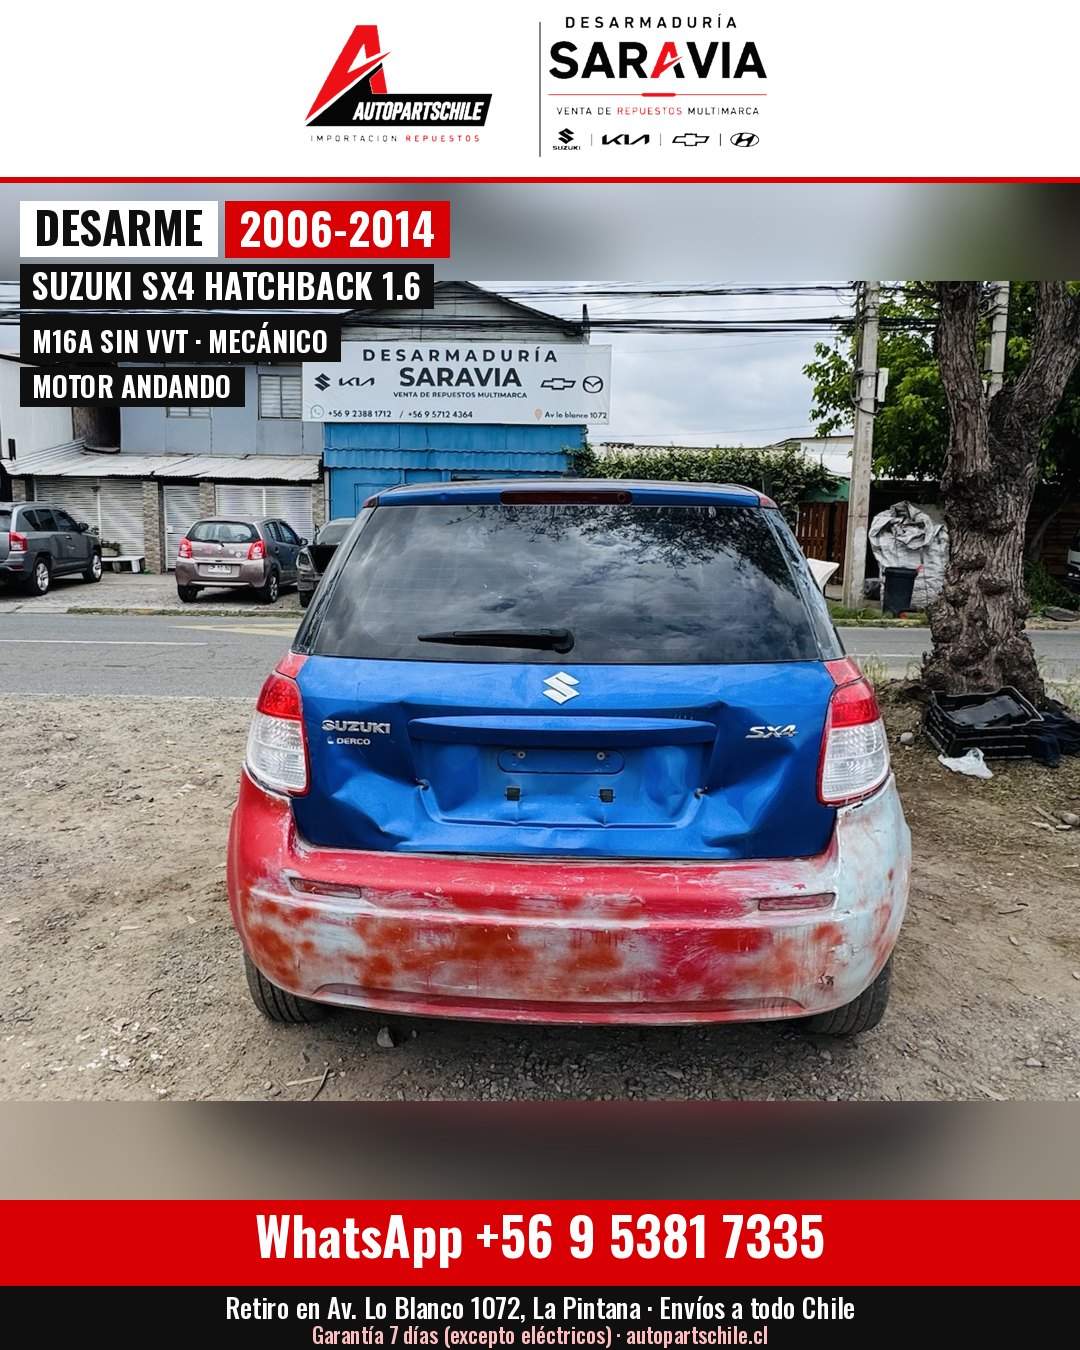 DESARMADURÍA
SARAVIA
VENTA DE REPUESTOS MULTIMARCA
SUZUKI KIA
AUTOPARTSCHILE
IMPORTACION REPUESTOS
DESARME 2006-2014
SUZUKI SX4 HATCHBACK 1.6
M16A SIN VVT · MECÁNICO
MOTOR ANDANDO
DESARMADURÍA
KIA SARAVIA
VENTA DE REPUESTOS MULTIMARCA
+56 9 2388 1712 / +56 9 5712 4364 Av lo blanco 1072
SUZUKI SX4
DERCO
WhatsApp +56 9 5381 7335
Retiro en Av. Lo Blanco 1072, La Pintana · Envíos a todo Chile
Garantía 7 días (excepto eléctricos) · autopartschile.cl